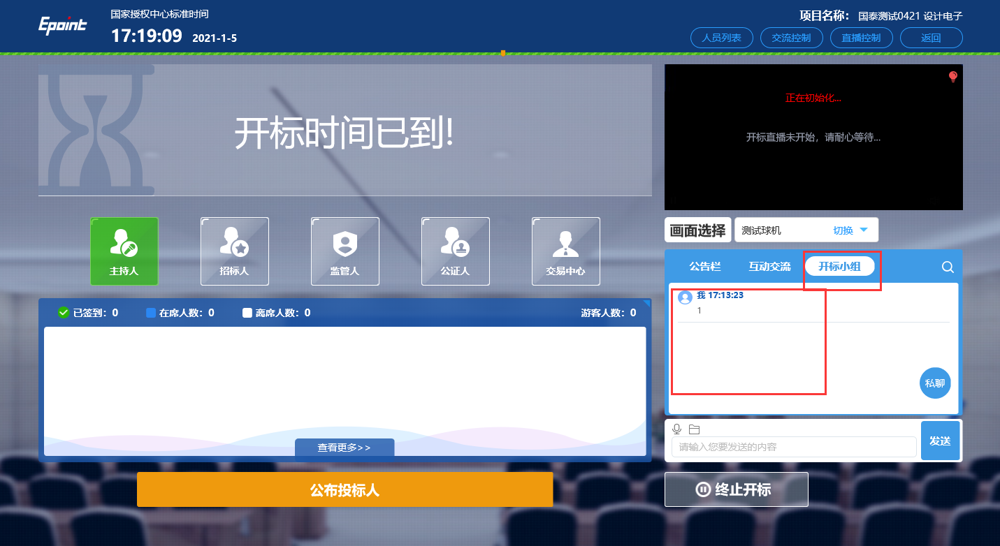 Epoint
国家授权中心标准时间
17:19:09 2021-1-5
项目名称： 国泰测试0421 设计电子
人员列表 交流控制 直播控制 返回
开标时间已到!
正在初始化...
开标直播未开始，请耐心等待...
主持人 招标人 监管人 公证人 交易中心
画面选择 测试球机 切换
公告栏 互动交流 开标小组
我 17:13:23
1
私聊
已签到：0 在席人数：0 离席人数：0 游客人数：0
查看更多>>
请输入您要发送的内容
发送
公布投标人
终止开标